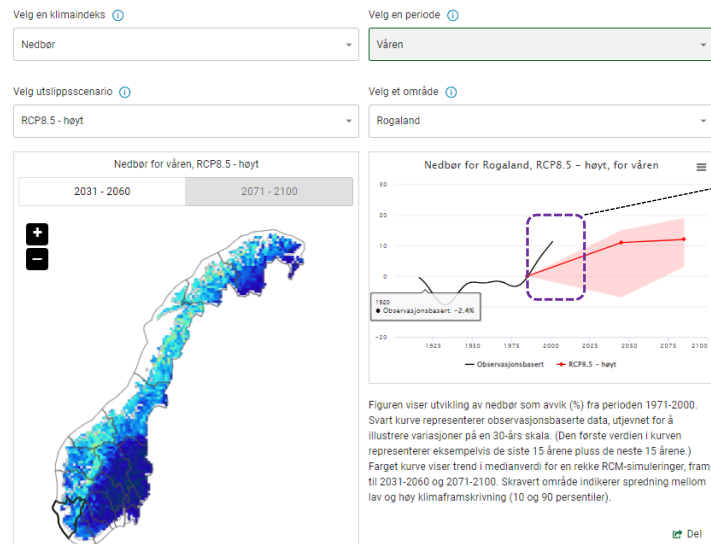 Velg en klimaindeks
Velg en periode
Nedbør
Våren
Velg utslippsscenario
Velg et område
RCP8.5 - høyt
Rogaland
Nedbør for våren, RCP8.5 - høyt
2031 - 2060
2071 - 2100
+
−
Nedbør for Rogaland, RCP8.5 – høyt, for våren
30
20
10
0
-20
1920
● Observasjonsbasert: -2.4%
1925
1950
1975
2000
2025
2050
2075
2100
Observasjonsbasert
RCP8.5 – høyt
Figuren viser utvikling av nedbør som avvik (%) fra perioden 1971-2000.
Svart kurve representerer observasjonsbaserte data, utjevnet for å
illustrere variasjoner på en 30-års skala. (Den første verdien i kurven
representerer eksempelvis de siste 15 årene pluss de neste 15 årene.)
Farget kurve viser trend i medianverdi for en rekke RCM-simuleringer, fram
til 2031-2060 og 2071-2100. Skravert område indikerer spredning mellom
lav og høy klimaframskrivning (10 og 90 persentiler).
Del